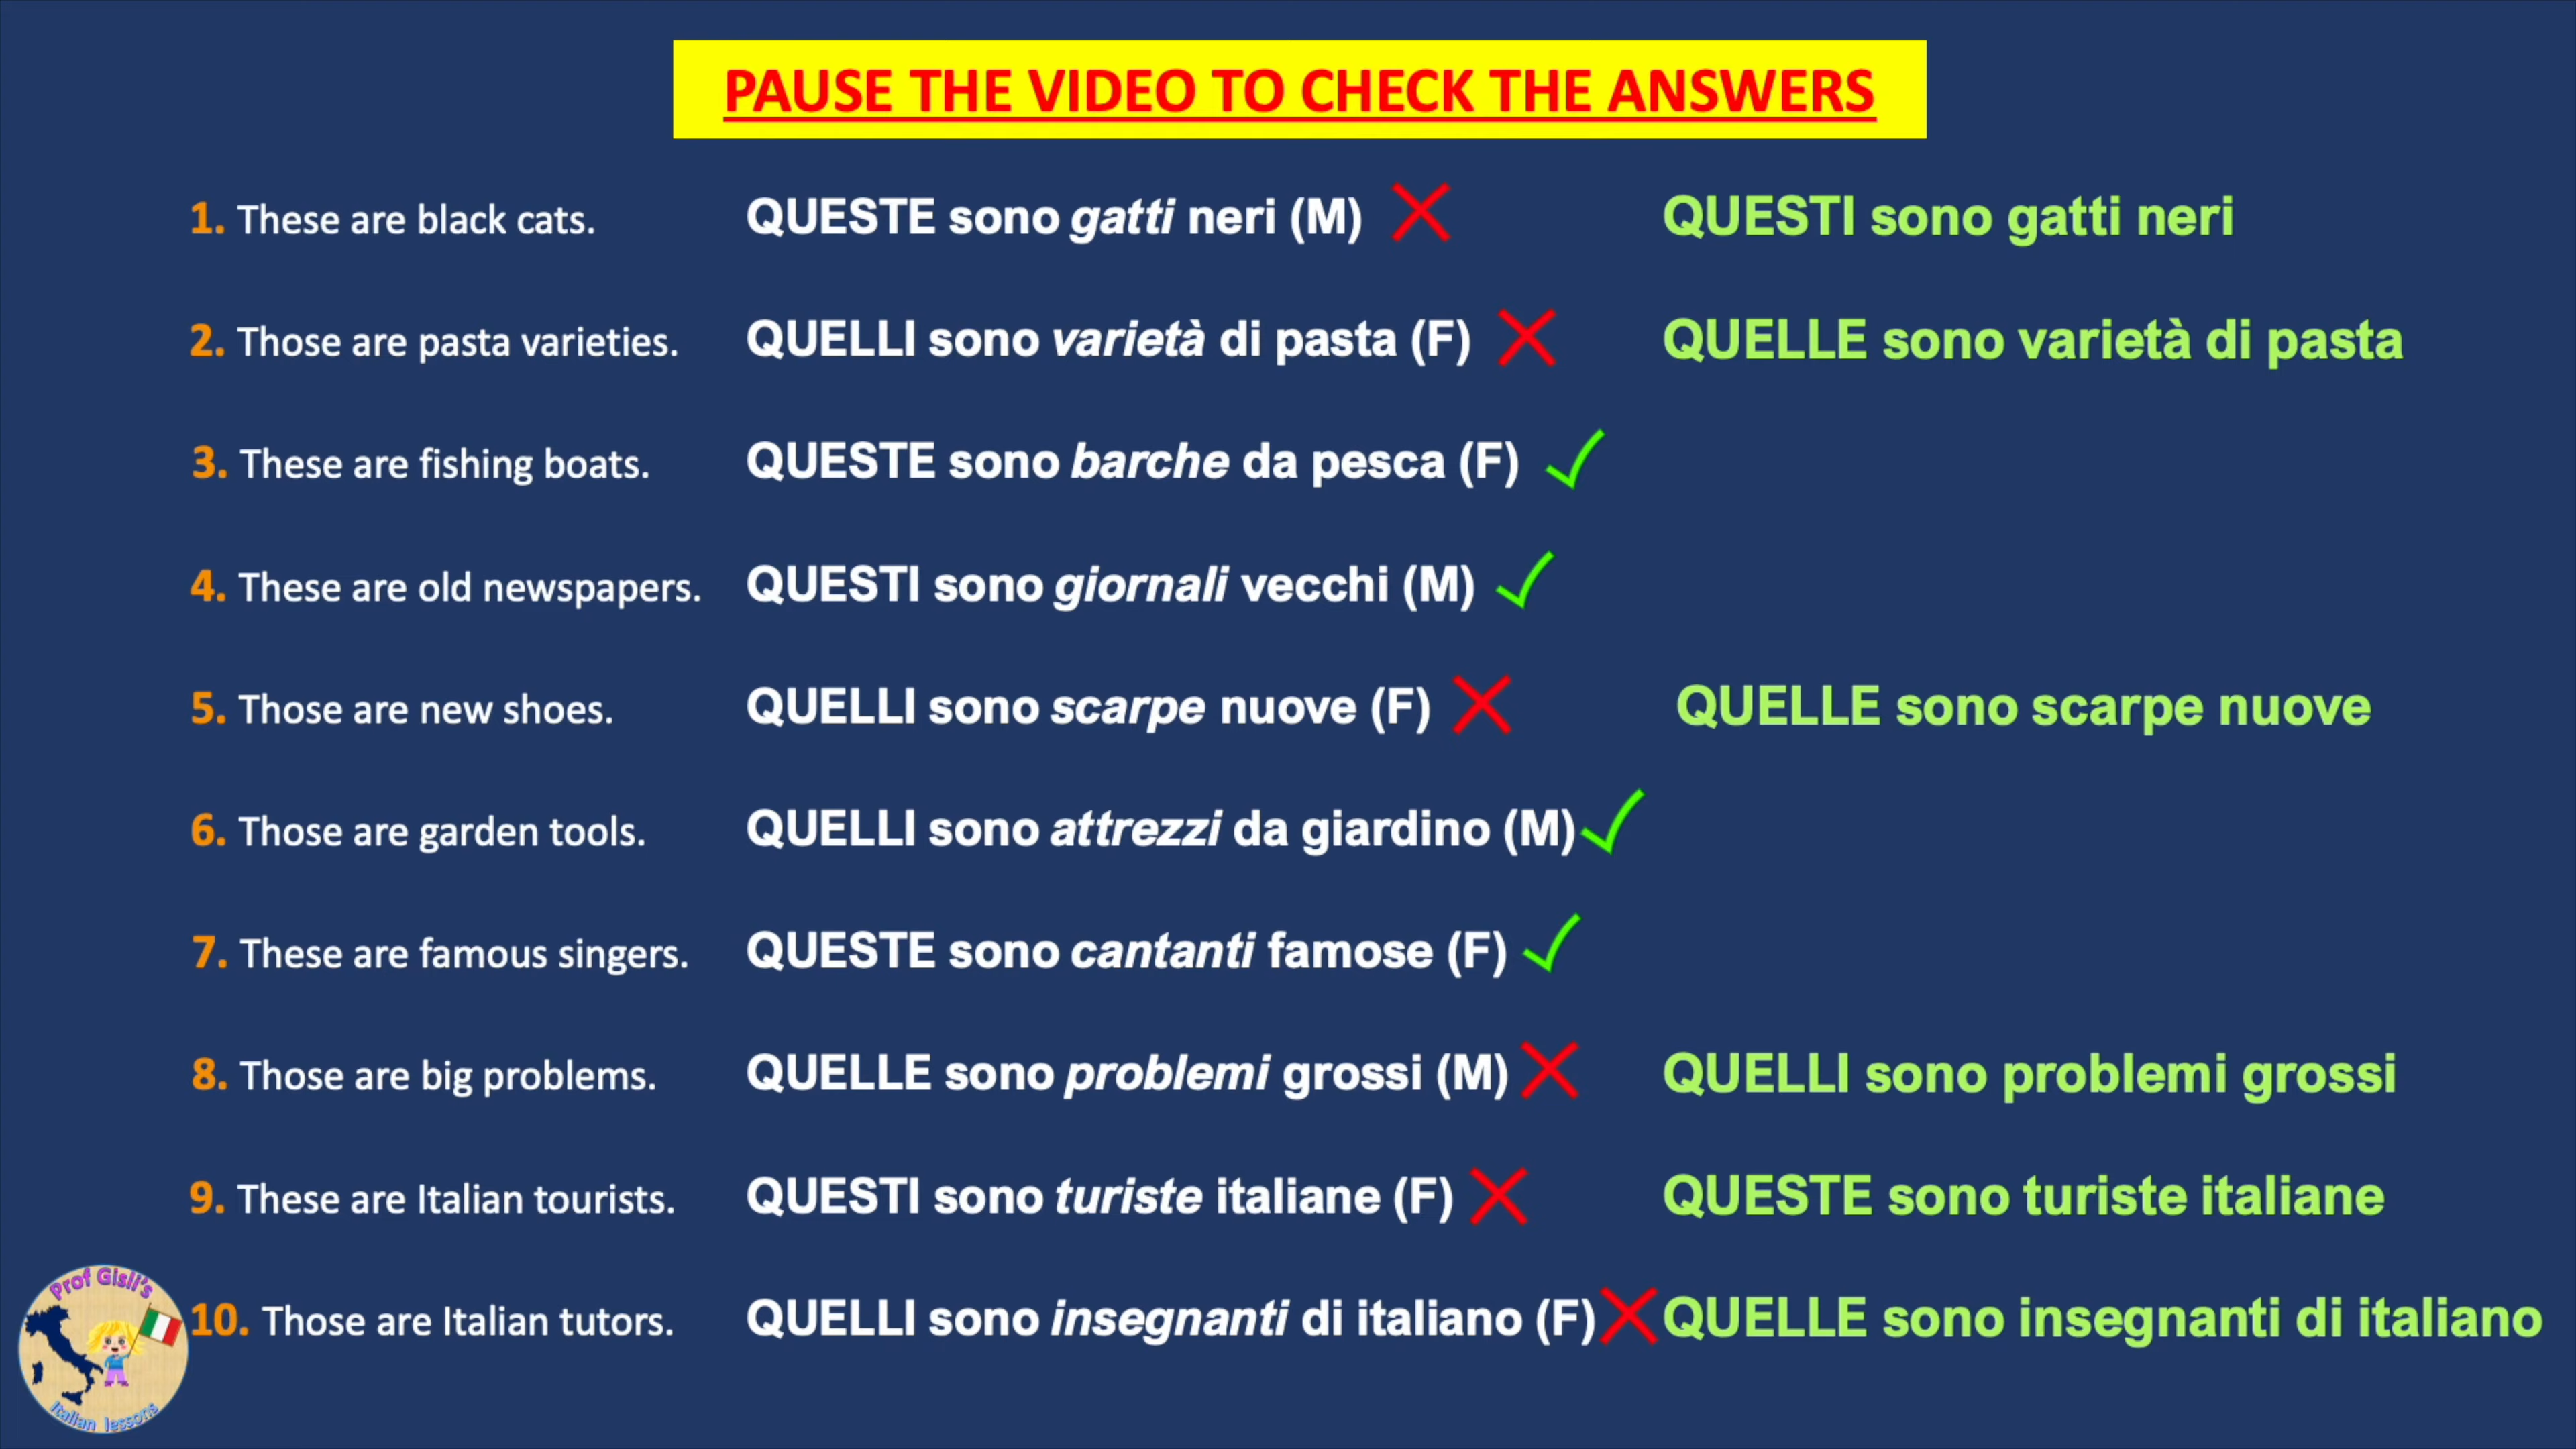 PAUSE THE VIDEO TO CHECK THE ANSWERS
1. These are black cats. QUESTE sono gatti neri (M) QUESTI sono gatti neri
2. Those are pasta varieties. QUELLI sono varietà di pasta (F) QUELLE sono varietà di pasta
3. These are fishing boats. QUESTE sono barche da pesca (F)
4. These are old newspapers. QUESTI sono giornali vecchi (M)
5. Those are new shoes. QUELLI sono scarpe nuove (F) QUELLE sono scarpe nuove
6. Those are garden tools. QUELLI sono attrezzi da giardino (M)
7. These are famous singers. QUESTE sono cantanti famose (F)
8. Those are big problems. QUELLE sono problemi grossi (M) QUELLI sono problemi grossi
9. These are Italian tourists. QUESTI sono turiste italiane (F) QUESTE sono turiste italiane
10. Those are Italian tutors. QUELLI sono insegnanti di italiano (F) QUELLE sono insegnanti di italiano
Prof Gisli's
Italian lessons